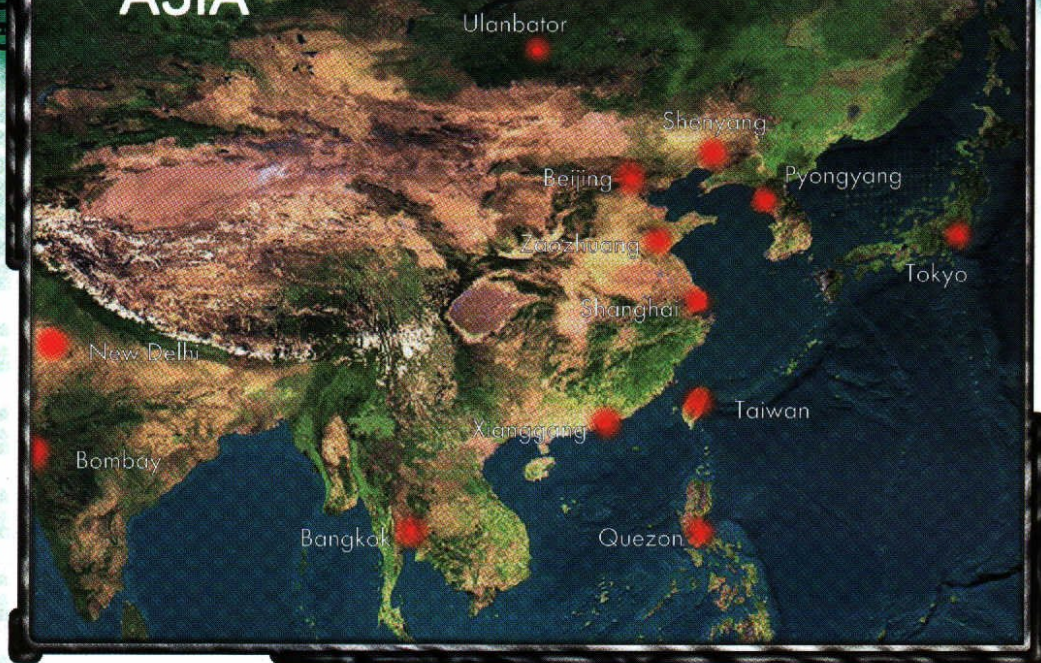 ASIA
Ulanbator
Shenyang
Beijing
Pyongyang
Zaozhuang
Tokyo
Shanghai
New Delhi
Taiwan
Xianggang
Bombay
Bangkok
Quezon